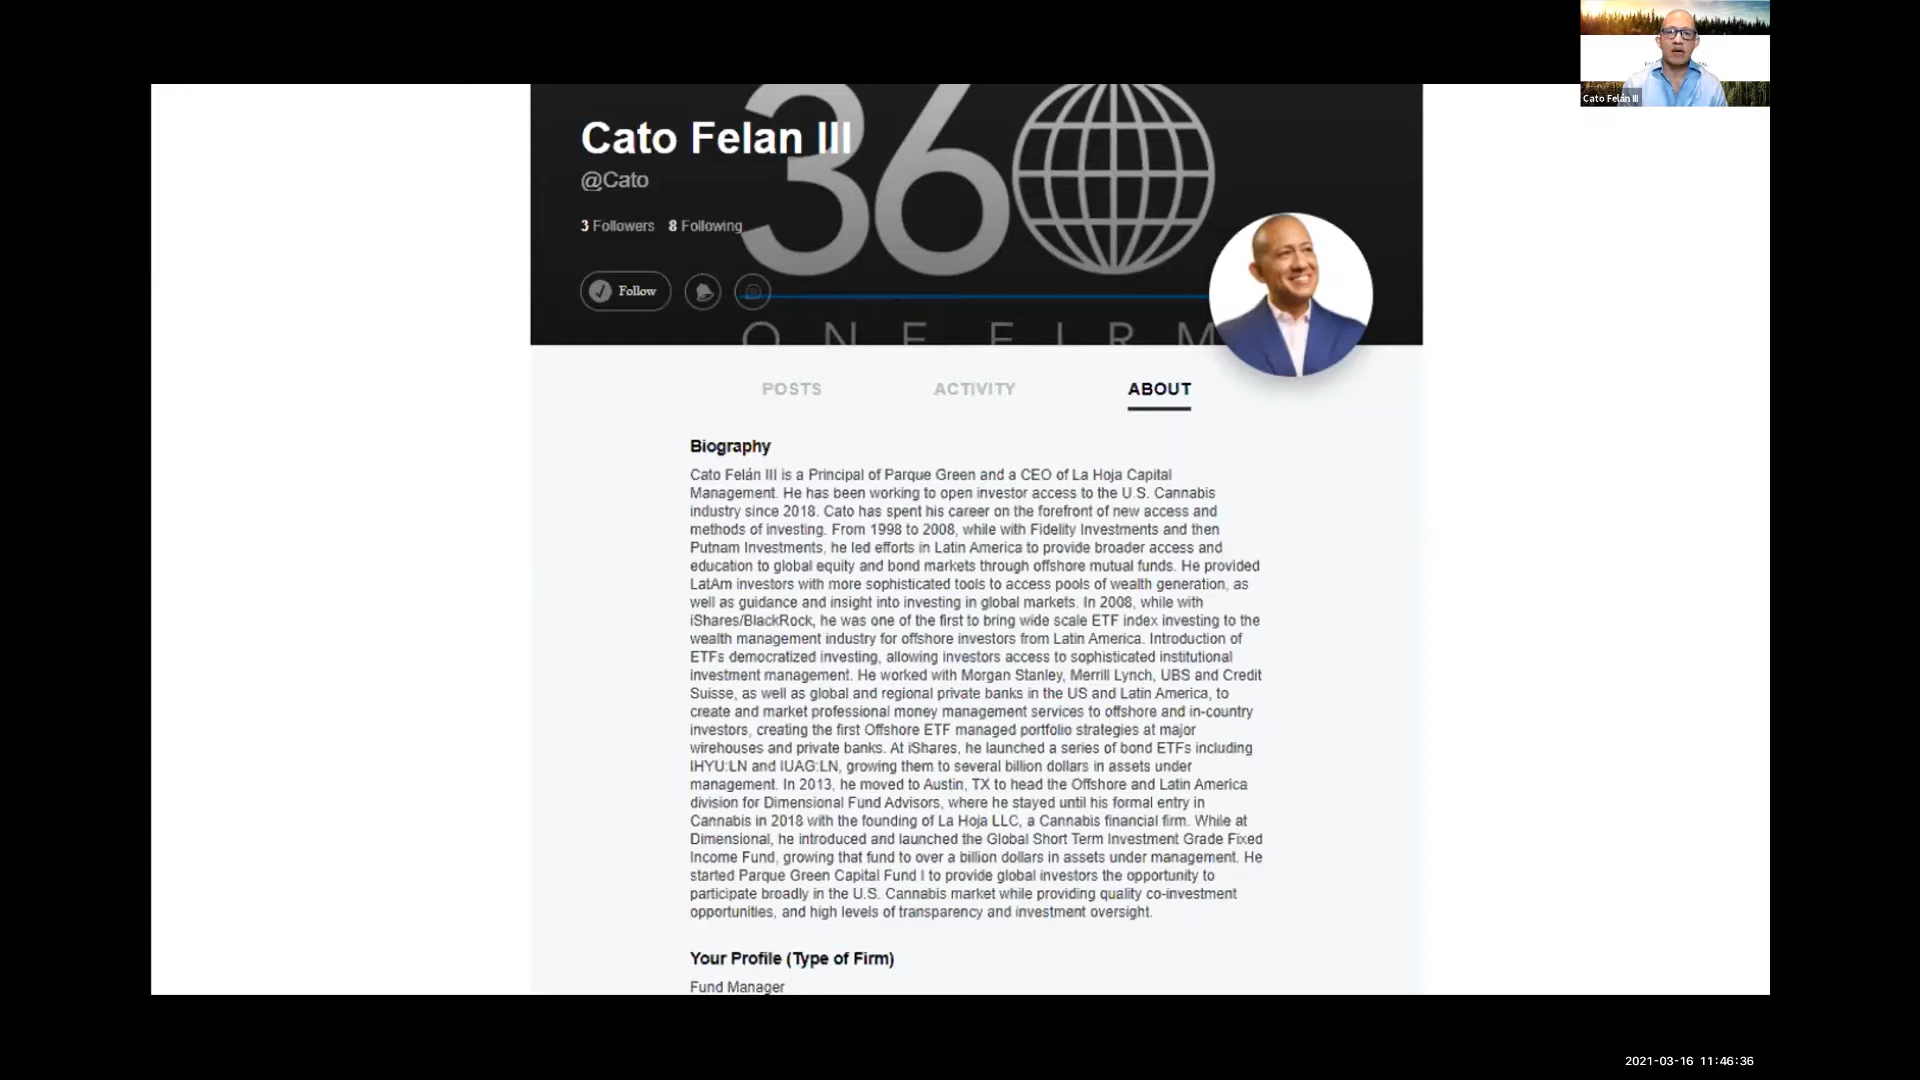 Cato Felán III
36
Cato Felan III
@Cato
3 Followers 8 Following
Follow
ONE FIRM
POSTS ACTIVITY ABOUT
Biography
Cato Felán III is a Principal of Parque Green and a CEO of La Hoja Capital
Management. He has been working to open investor access to the U.S. Cannabis
industry since 2018. Cato has spent his career on the forefront of new access and
methods of investing. From 1998 to 2008, while with Fidelity Investments and then
Putnam Investments, he led efforts in Latin America to provide broader access and
education to global equity and bond markets through offshore mutual funds. He provided
LatAm investors with more sophisticated tools to access pools of wealth generation, as
well as guidance and insight into investing in global markets. In 2008, while with
iShares/BlackRock, he was one of the first to bring wide scale ETF index investing to the
wealth management industry for offshore investors from Latin America. Introduction of
ETFs democratized investing, allowing investors access to sophisticated institutional
investment management. He worked with Morgan Stanley, Merrill Lynch, UBS and Credit
Suisse, as well as global and regional private banks in the US and Latin America, to
create and market professional money management services to offshore and in-country
investors, creating the first Offshore ETF managed portfolio strategies at major
wirehouses and private banks. At iShares, he launched a series of bond ETFs including
IHYU:LN and IUAG:LN, growing them to several billion dollars in assets under
management. In 2013, he moved to Austin, TX to head the Offshore and Latin America
division for Dimensional Fund Advisors, where he stayed until his formal entry in
Cannabis in 2018 with the founding of La Hoja LLC, a Cannabis financial firm. While at
Dimensional, he introduced and launched the Global Short Term Investment Grade Fixed
Income Fund, growing that fund to over a billion dollars in assets under management. He
started Parque Green Capital Fund I to provide global investors the opportunity to
participate broadly in the U.S. Cannabis market while providing quality co-investment
opportunities, and high levels of transparency and investment oversight.
Your Profile (Type of Firm)
Fund Manager
2021-03-16 11:46:36